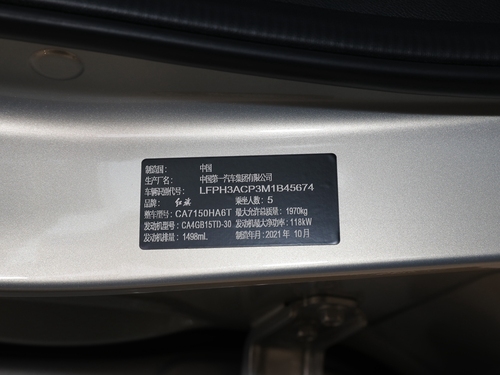 制造国： 中国
生产厂名： 中国第一汽车集团有限公司
车辆识别代号： LFPH3ACP3M1B45674
品牌： 红旗 乘坐人数：5
整车型号：CA7150HA6T 最大允许总质量：1970kg
发动机型号：CA4GB15TD-30 发动机最大净功率：118kW
发动机排量：1498mL 制造年月：2021年 10月